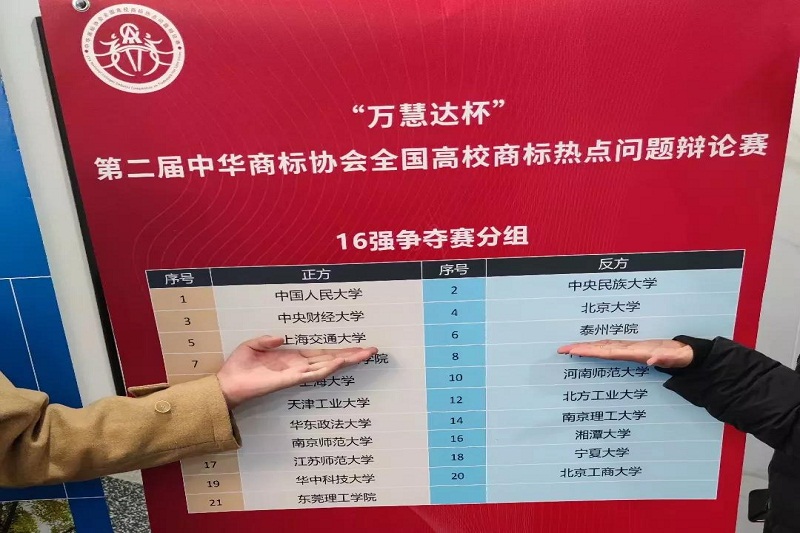 “万慧达杯”
第二届中华商标协会全国高校商标热点问题辩论赛
16强争夺赛分组
序号 正方 序号 反方
1 中国人民大学 2 中央民族大学
3 中央财经大学 4 北京大学
5 上海交通大学 6 泰州学院
7 学院 8
上海大学 10 河南师范大学
天津工业大学 12 北方工业大学
华东政法大学 14 南京理工大学
南京师范大学 16 湘潭大学
17 江苏师范大学 18 宁夏大学
19 华中科技大学 20 北京工商大学
21 东莞理工学院